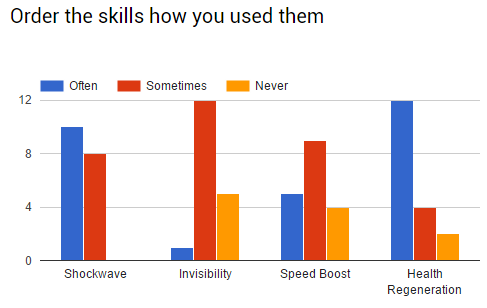 Order the skills how you used them
Often Sometimes Never
12
8
4
0
Shockwave Invisibility Speed Boost Health
Regeneration